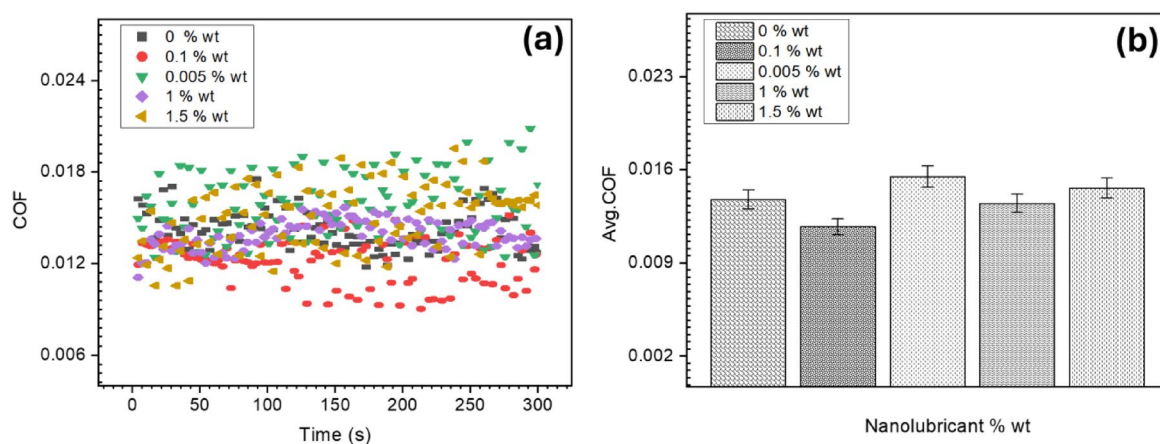 (a)
0 % wt
0.1 % wt
0.005 % wt
1 % wt
1.5 % wt
COF
0.024
0.018
0.012
0.006
0 50 100 150 200 250 300
Time (s)
(b)
0 % wt
0.1 % wt
0.005 % wt
1 % wt
1.5 % wt
Avg.COF
0.023
0.016
0.009
0.002
Nanolubricant % wt